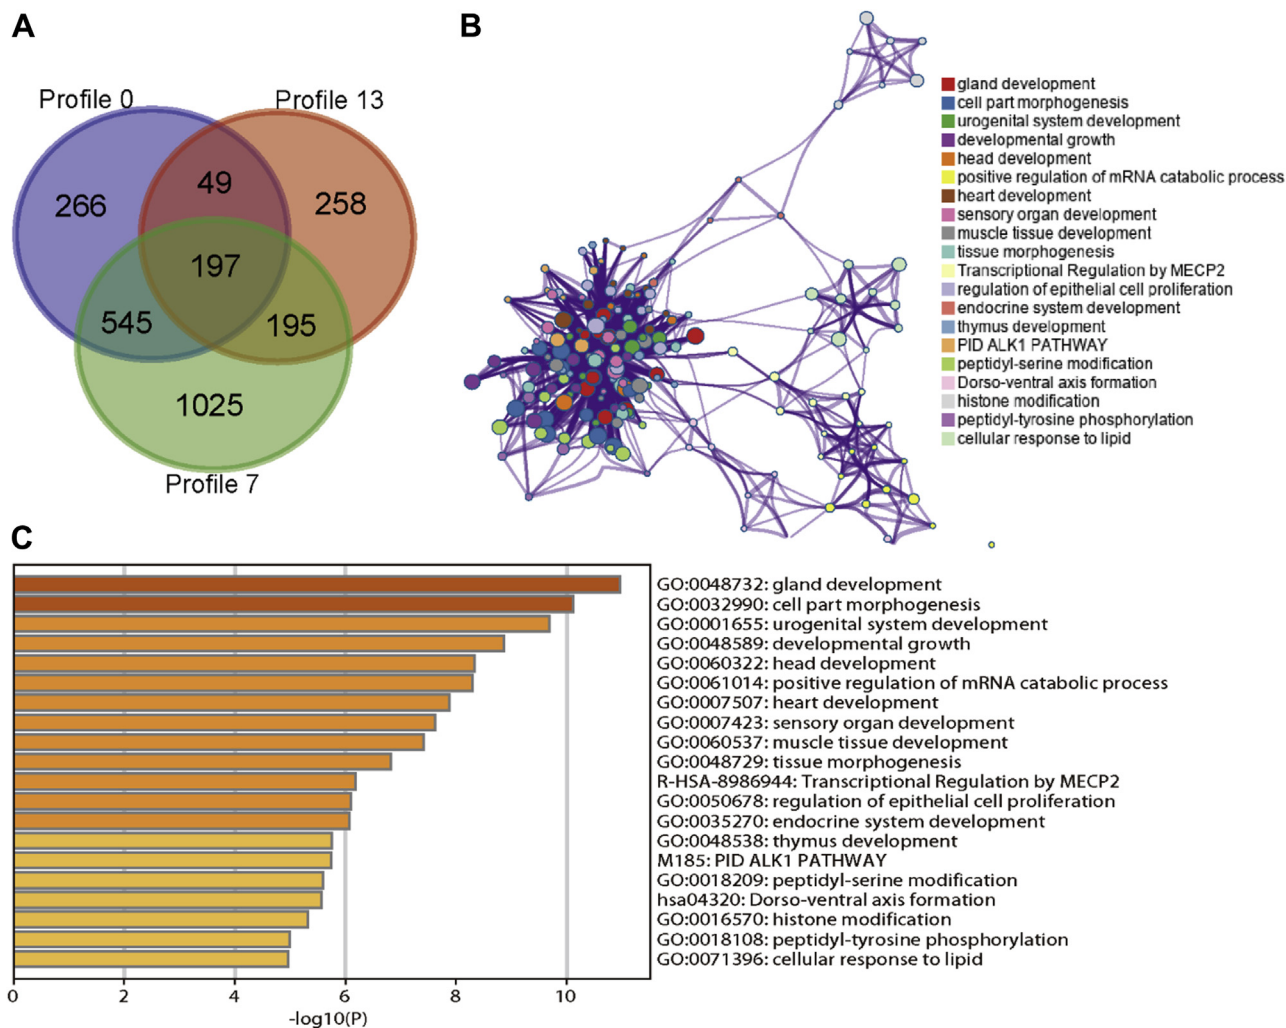 A
Profile 0
Profile 13
266
49
258
197
545
195
1025
Profile 7
B
gland development
cell part morphogenesis
urogenital system development
developmental growth
head development
positive regulation of mRNA catabolic process
heart development
sensory organ development
muscle tissue development
tissue morphogenesis
Transcriptional Regulation by MECP2
regulation of epithelial cell proliferation
endocrine system development
thymus development
PID ALK1 PATHWAY
peptidyl-serine modification
Dorso-ventral axis formation
histone modification
peptidyl-tyrosine phosphorylation
cellular response to lipid
C
GO:0048732: gland development
GO:0032990: cell part morphogenesis
GO:0001655: urogenital system development
GO:0048589: developmental growth
GO:0060322: head development
GO:0061014: positive regulation of mRNA catabolic process
GO:0007507: heart development
GO:0007423: sensory organ development
GO:0060537: muscle tissue development
GO:0048729: tissue morphogenesis
R-HSA-8986944: Transcriptional Regulation by MECP2
GO:0050678: regulation of epithelial cell proliferation
GO:0035270: endocrine system development
GO:0048538: thymus development
M185: PID ALK1 PATHWAY
GO:0018209: peptidyl-serine modification
hsa04320: Dorso-ventral axis formation
GO:0016570: histone modification
GO:0018108: peptidyl-tyrosine phosphorylation
GO:0071396: cellular response to lipid
0 2 4 6 8 10
-log10(P)